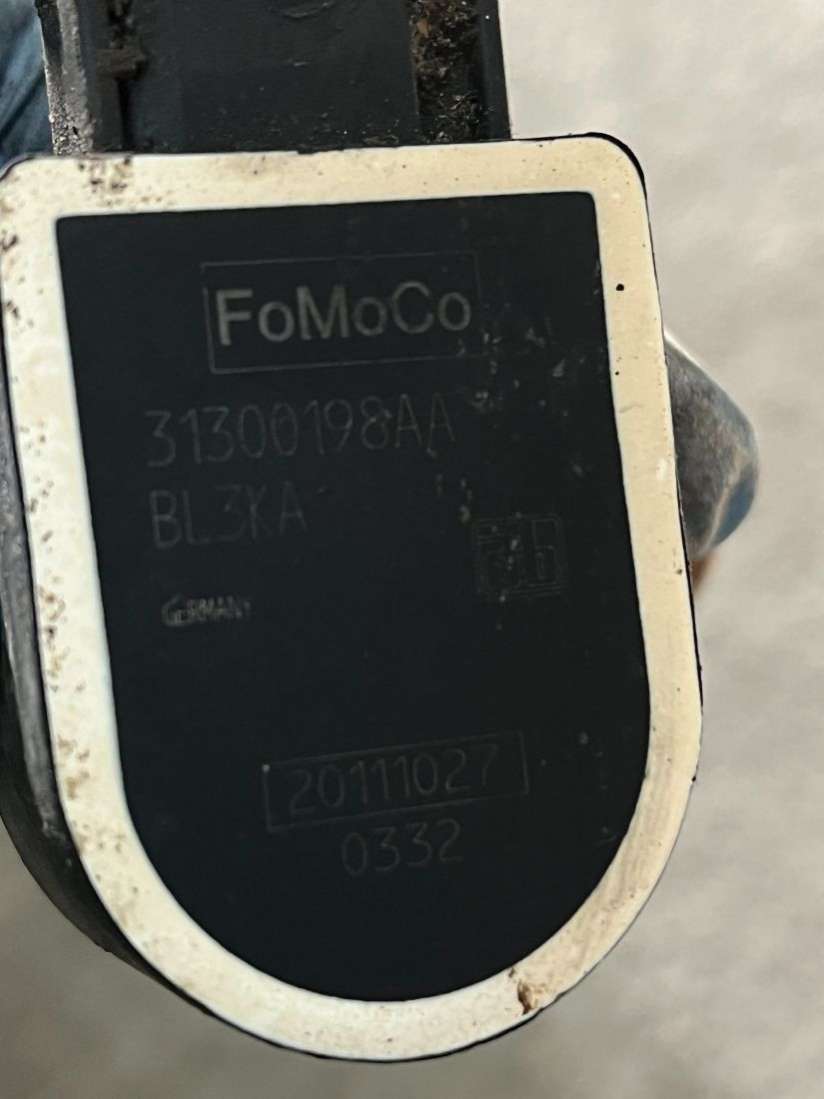 FoMoCo
31300198AA
BL3KA
GERMANY
20111027
0332